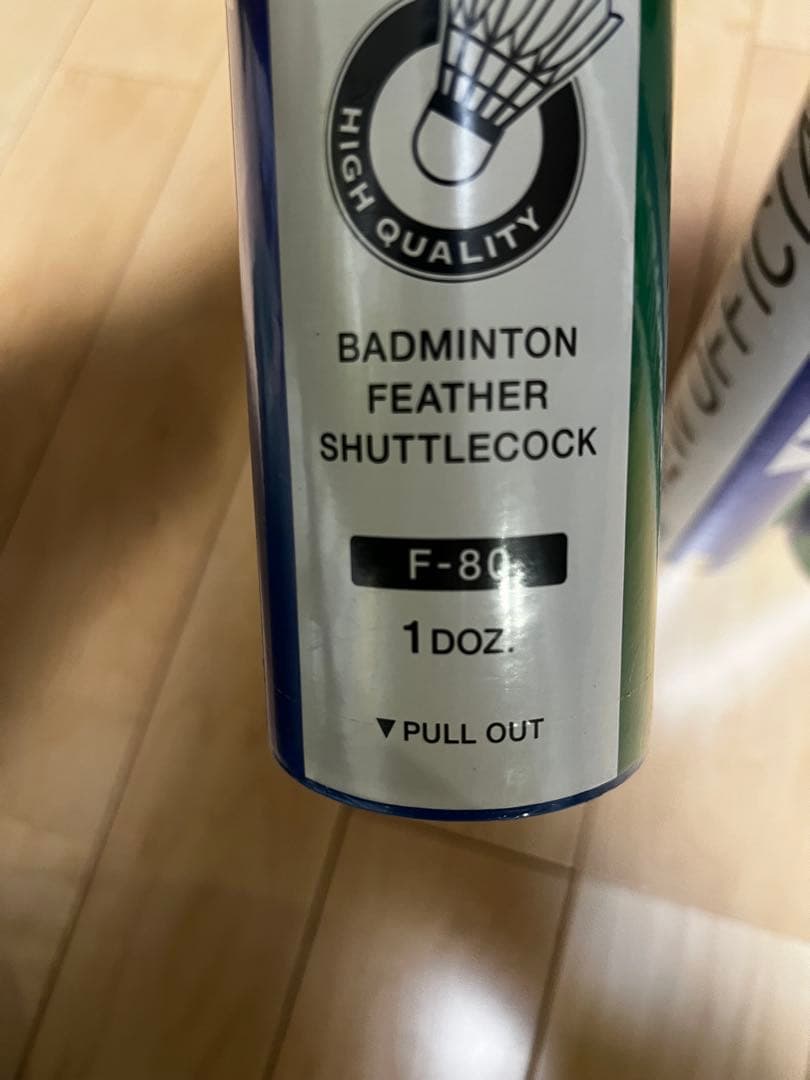 HIGH QUALITY
BADMINTON
FEATHER
SHUTTLECOCK
F-80
1 DOZ.
▼PULL OUT